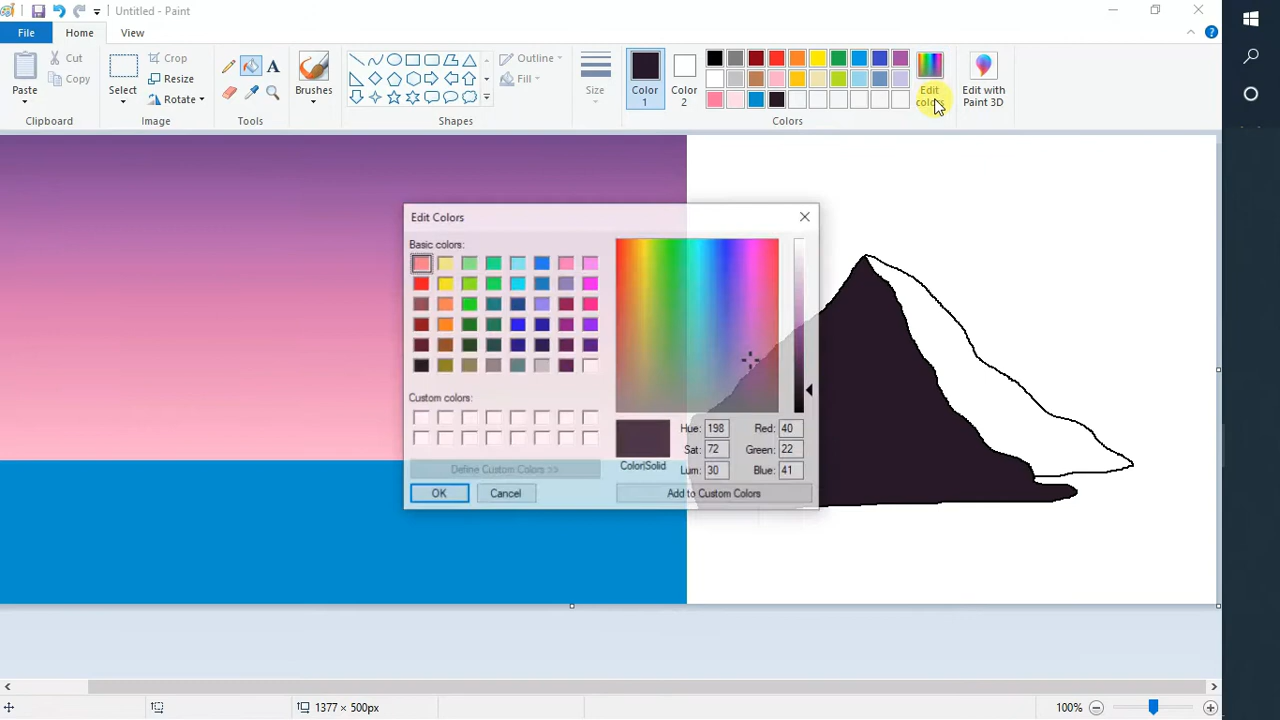 Untitled - Paint
File Home View
Paste
Cut
Copy
Clipboard
Select
Crop
Resize
Rotate
Image
A
Tools
Brushes
Outline
Fill
Shapes
Size
Color 1
Color 2
Colors
Edit colors
Edit with Paint 3D
Edit Colors
Basic colors:
Custom colors:
Define Custom Colors >>
OK Cancel
Color|Solid
Hue: 198 Red: 40
Sat: 72 Green: 22
Lum: 30 Blue: 41
Add to Custom Colors
1377 × 500px
100%